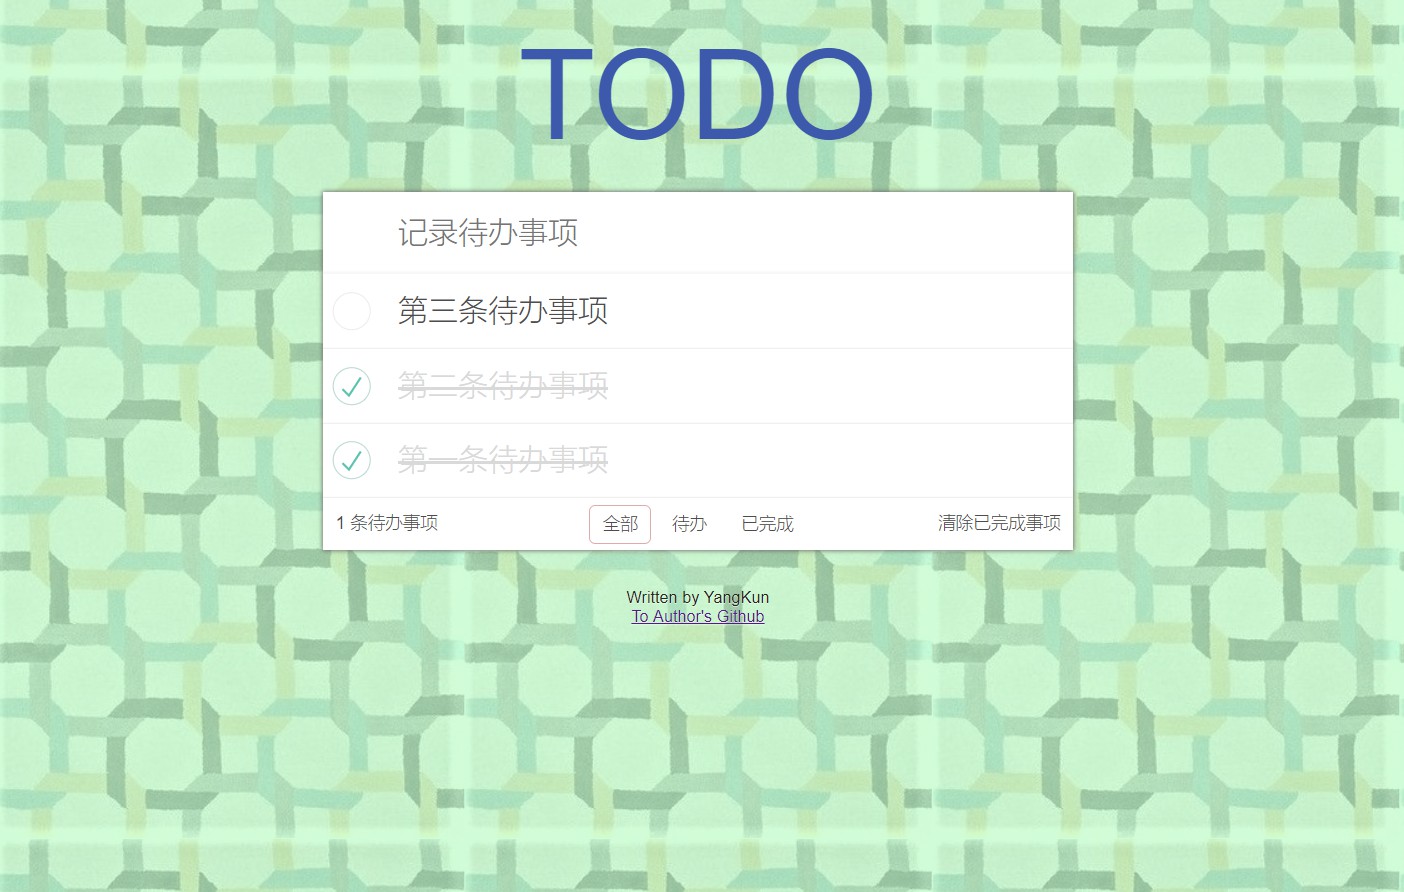 TODO
记录待办事项
第三条待办事项
第二条待办事项
第一条待办事项
1 条待办事项 全部 待办 已完成 清除已完成事项
Written by YangKun
To Author's Github